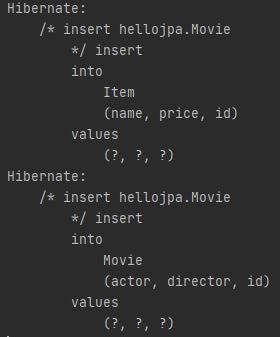 Hibernate:
/* insert hellojpa.Movie
*/ insert
into
Item
(name, price, id)
values
(?, ?, ?)
Hibernate:
/* insert hellojpa.Movie
*/ insert
into
Movie
(actor, director, id)
values
(?, ?, ?)